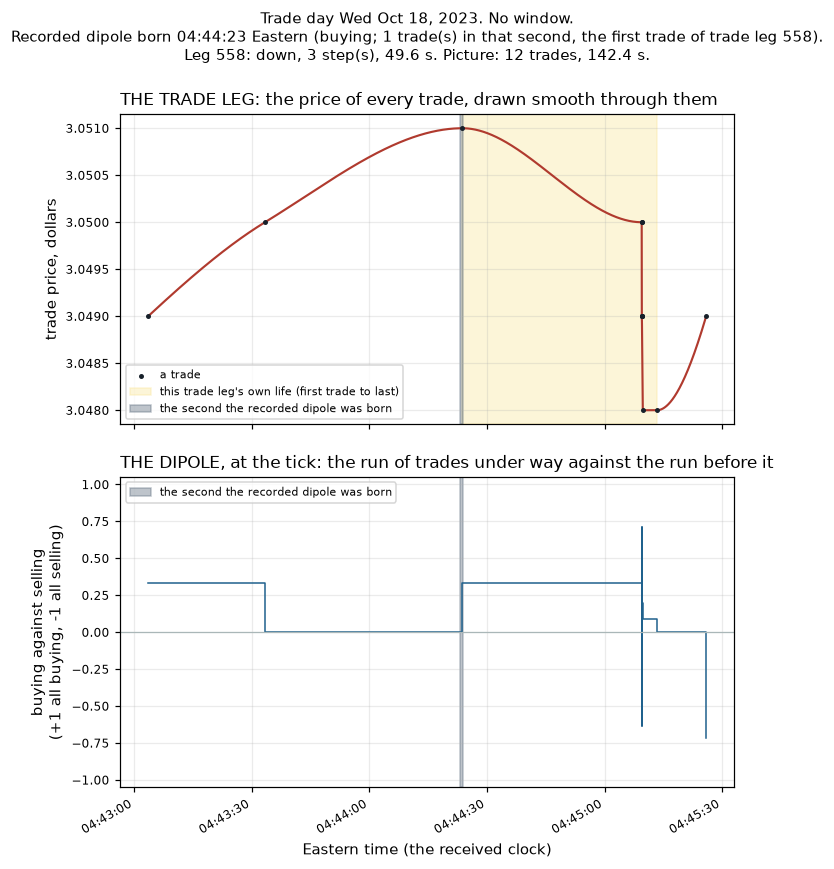 Trade day Wed Oct 18, 2023. No window.
Recorded dipole born 04:44:23 Eastern (buying; 1 trade(s) in that second, the first trade of trade leg 558).
Leg 558: down, 3 step(s), 49.6 s. Picture: 12 trades, 142.4 s.
THE TRADE LEG: the price of every trade, drawn smooth through them
trade price, dollars
3.0510
3.0505
3.0500
3.0495
3.0490
3.0485
3.0480
a trade
this trade leg's own life (first trade to last)
the second the recorded dipole was born
THE DIPOLE, at the tick: the run of trades under way against the run before it
buying against selling
(+1 all buying, -1 all selling)
1.00
0.75
0.50
0.25
0.00
−0.25
−0.50
−0.75
−1.00
the second the recorded dipole was born
04:43:00
04:43:30
04:44:00
04:44:30
04:45:00
04:45:30
Eastern time (the received clock)